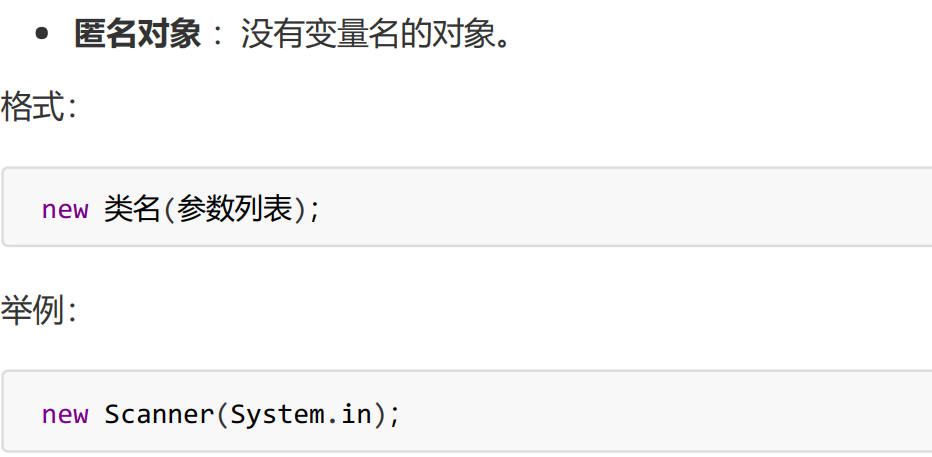 • 匿名对象 ：没有变量名的对象。
格式：
new 类名(参数列表);
举例：
new Scanner(System.in);